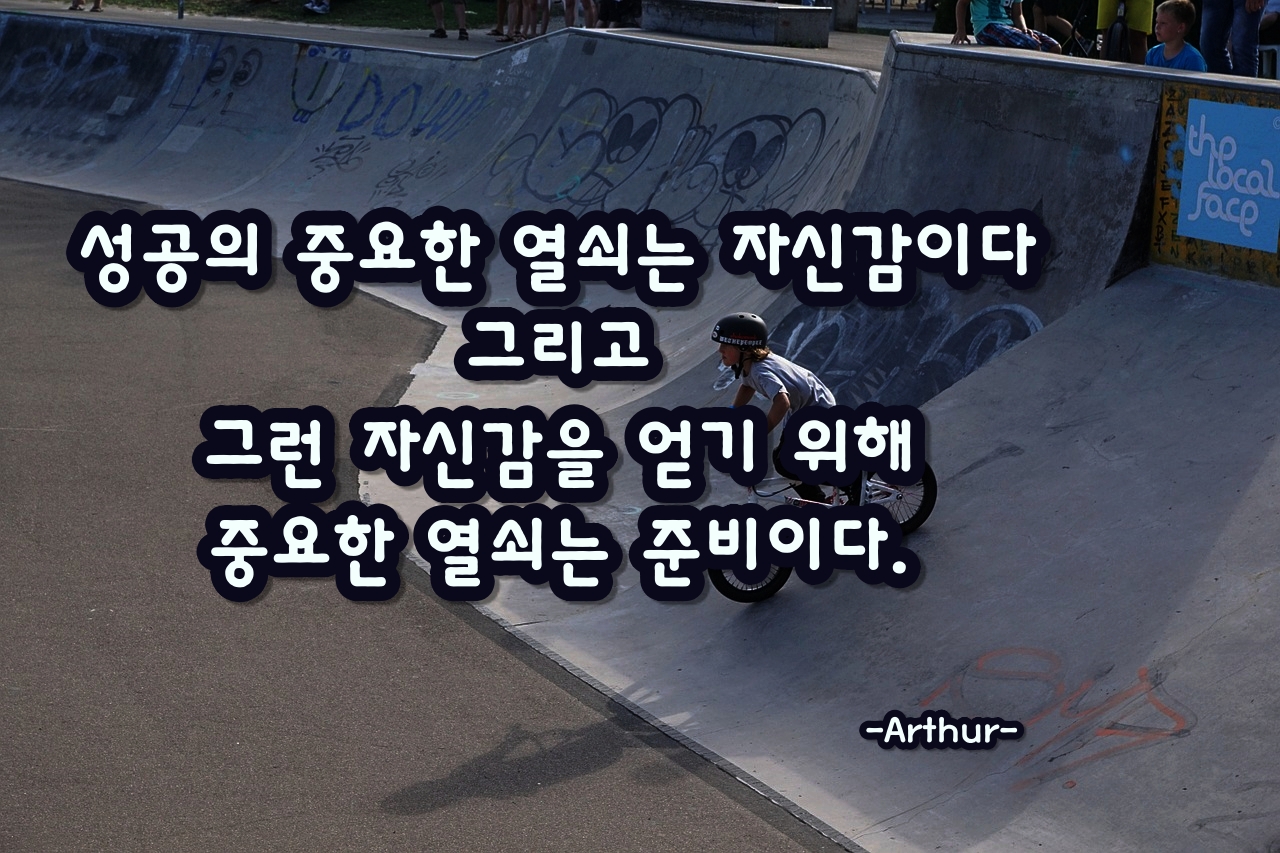 DOWN
the
local
face
성공의 중요한 열쇠는 자신감이다
그리고
그런 자신감을 얻기 위해
중요한 열쇠는 준비이다.
-Arthur-